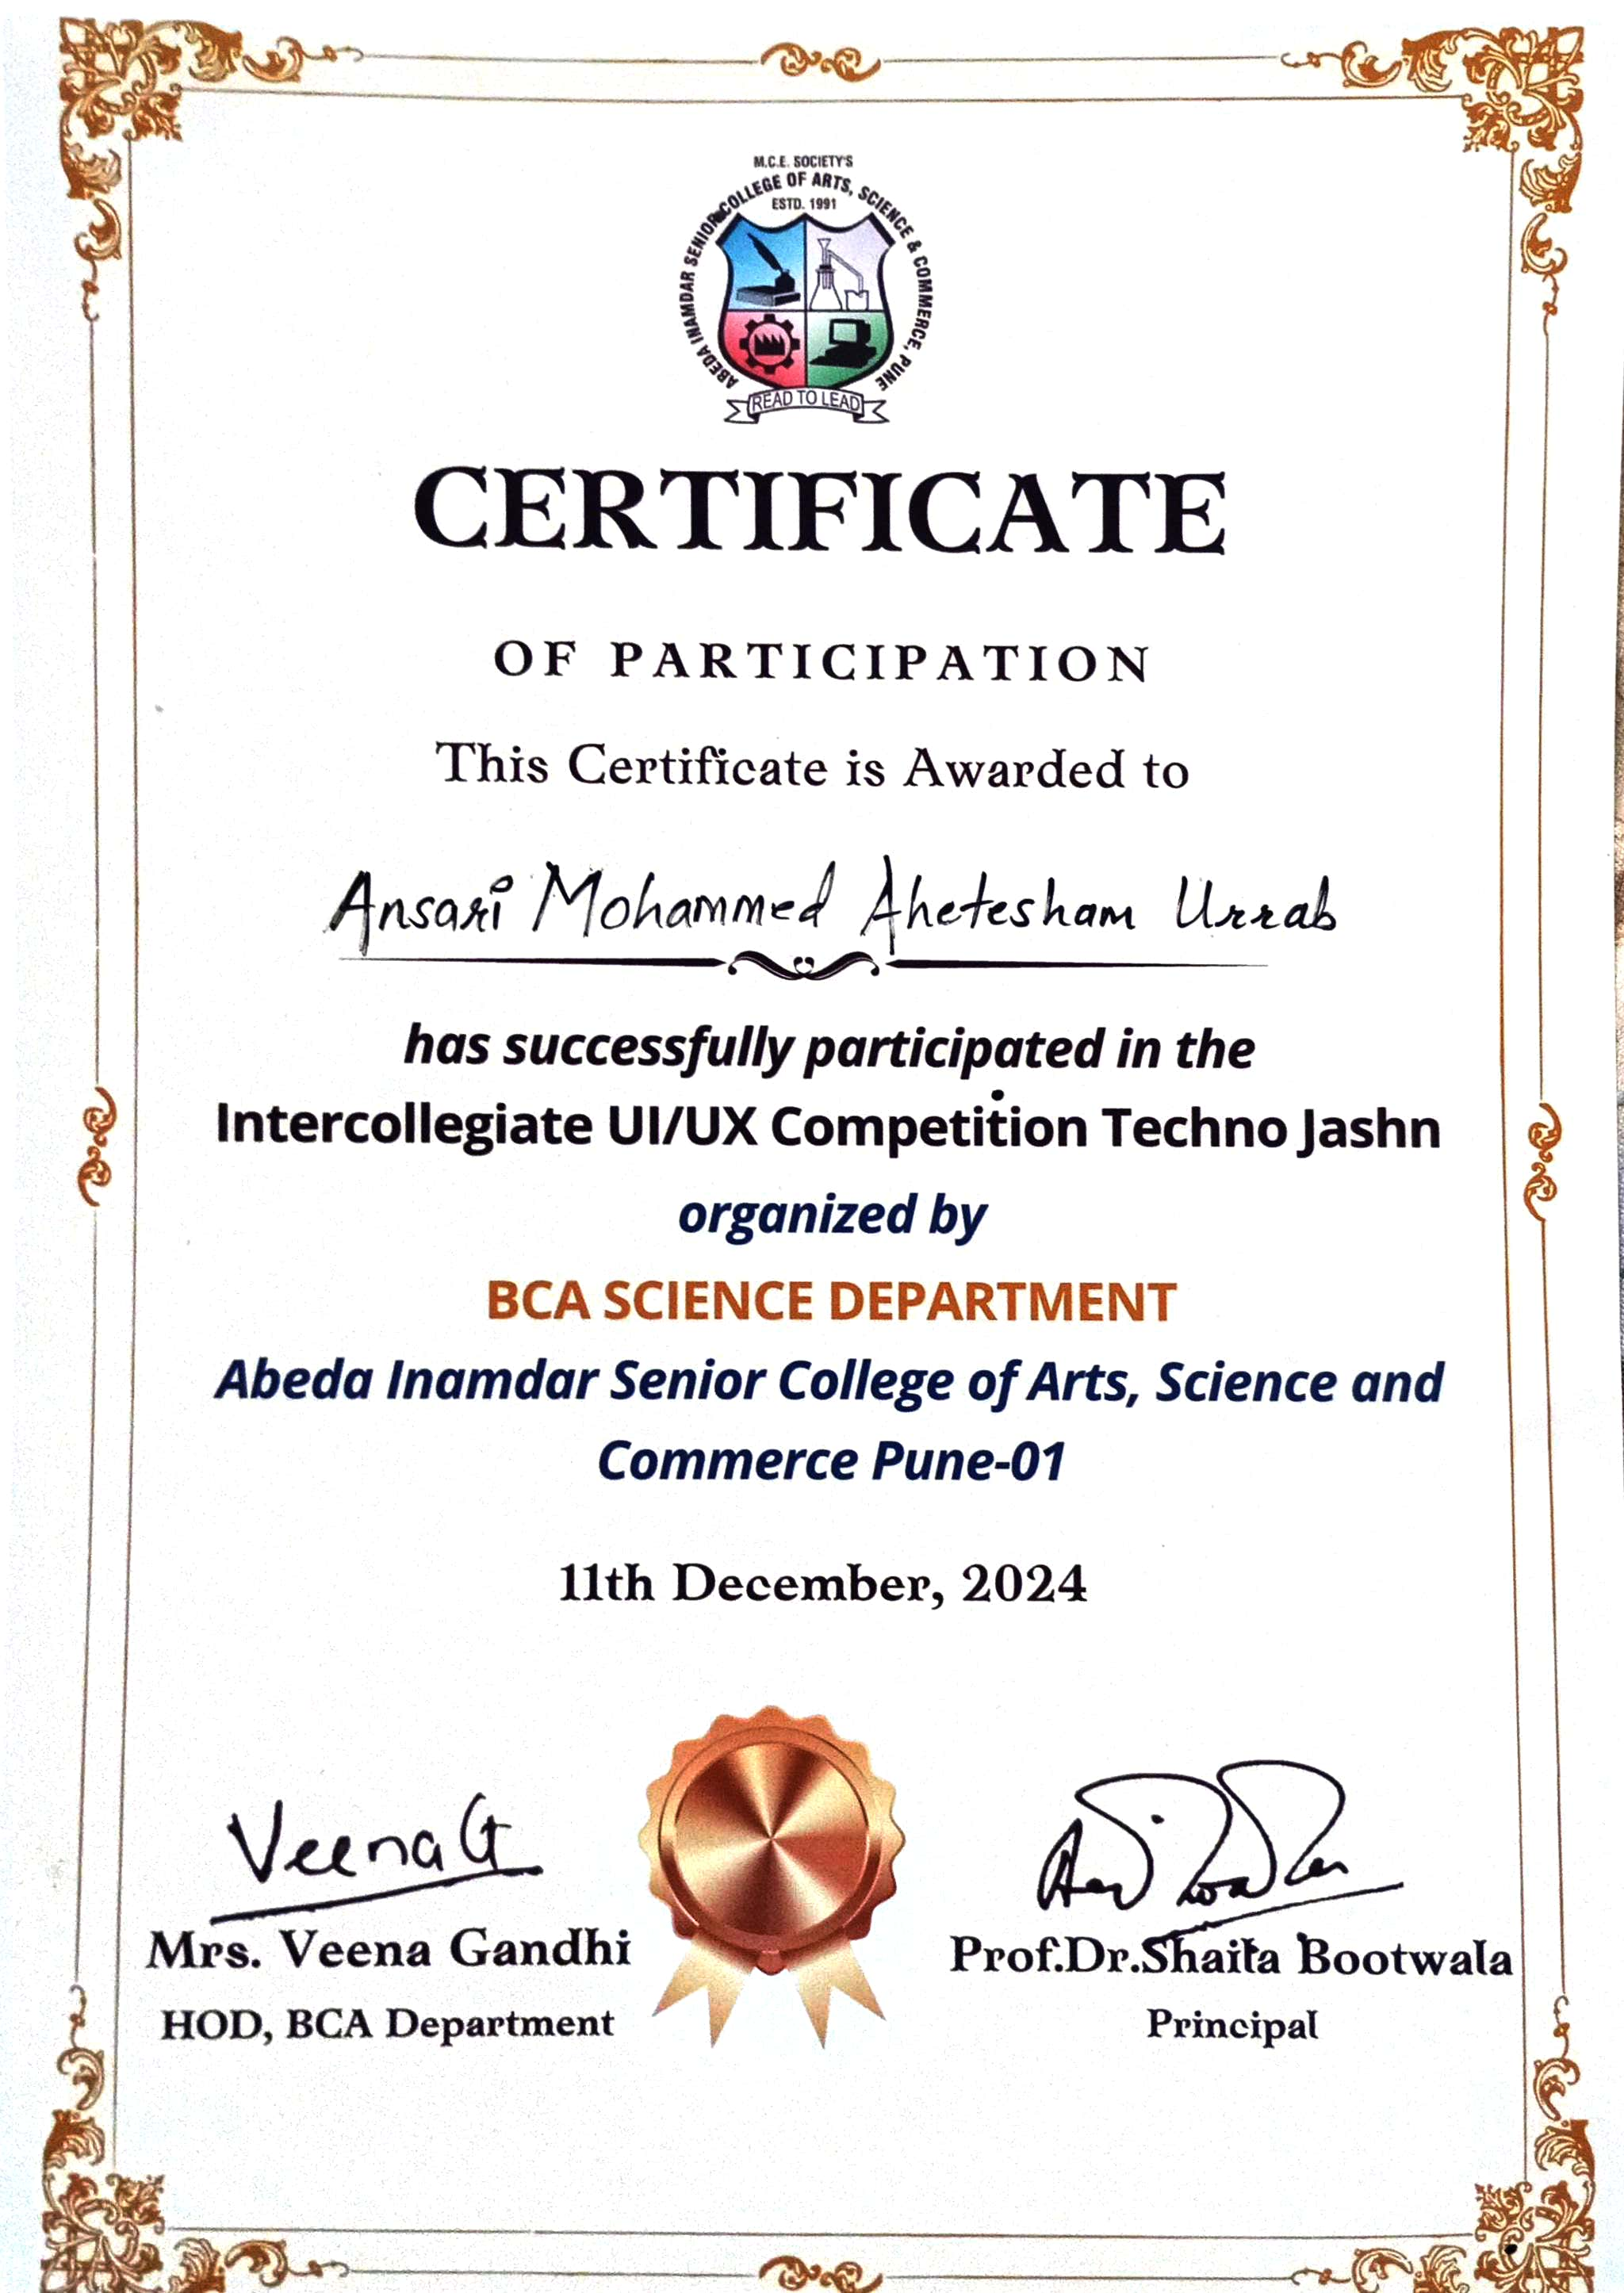 M.C.E. SOCIETY'S
ABEDA INAMDAR SENIOR COLLEGE OF ARTS, SCIENCE & COMMERCE, PUNE
ESTD. 1991
READ TO LEAD
CERTIFICATE
OF PARTICIPATION
This Certificate is Awarded to
Ansari Mohammed Ahetesham Urrab
has successfully participated in the
Intercollegiate UI/UX Competition Techno Jashn
organized by
BCA SCIENCE DEPARTMENT
Abeda Inamdar Senior College of Arts, Science and
Commerce Pune-01
11th December, 2024
Veena G
Mrs. Veena Gandhi
HOD, BCA Department
Prof.Dr.Shaila Bootwala
Principal